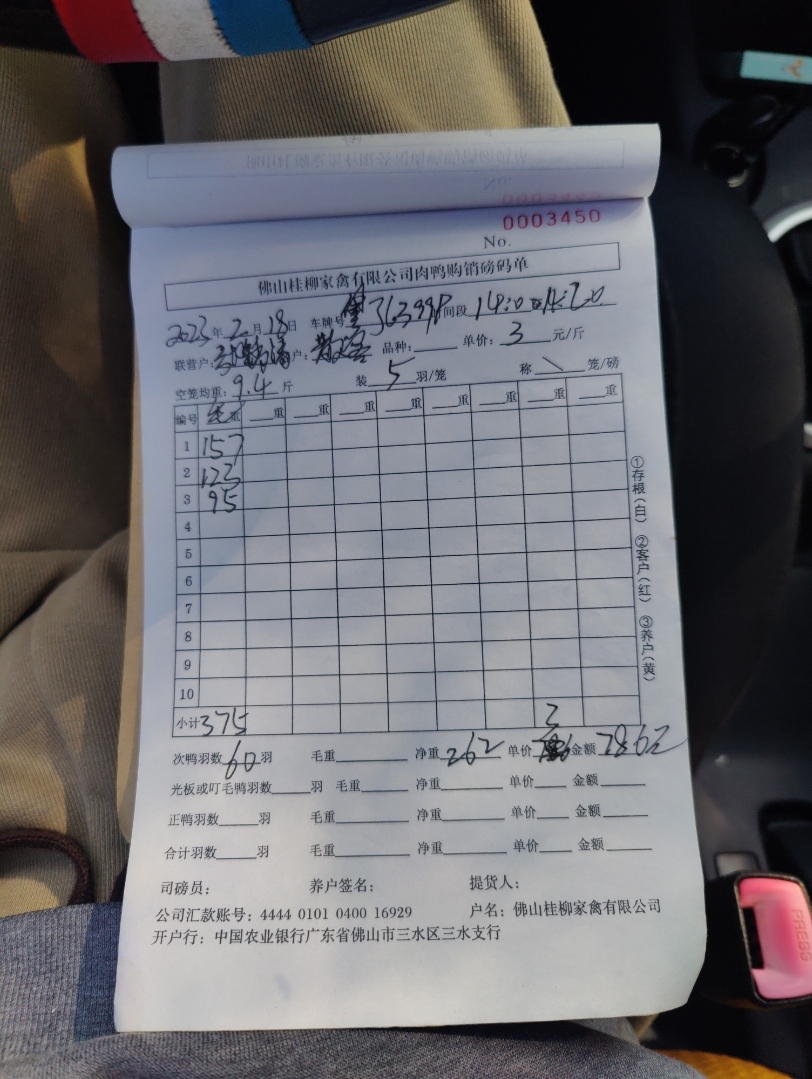 0003450
No.
佛山桂柳家禽有限公司肉鸭购销磅码单
2023年2月18日 车牌号 间段
联营户: 户: 品种: 单价: 3 元/斤
空笼均重: 9.4 斤 装 5 羽/笼 称 \ 笼/磅
编号 毛重 重 重 重 重 重 重 重 重
1 157
2 123
3 95
4
5
6
7
8
9
10
小计 375
3
次鸭羽数 60 羽 毛重 净重 262 单价 金额 786
光板或叮毛鸭羽数 羽 毛重 净重 单价 金额
正鸭羽数 羽 毛重 净重 单价 金额
合计羽数 羽 毛重 净重 单价 金额
司磅员: 养户签名: 提货人:
公司汇款账号: 4444 0101 0400 16929 户名: 佛山桂柳家禽有限公司
开户行: 中国农业银行广东省佛山市三水区三水支行
①存根(白) ②客户(红) ③养户(黄)
PRESS